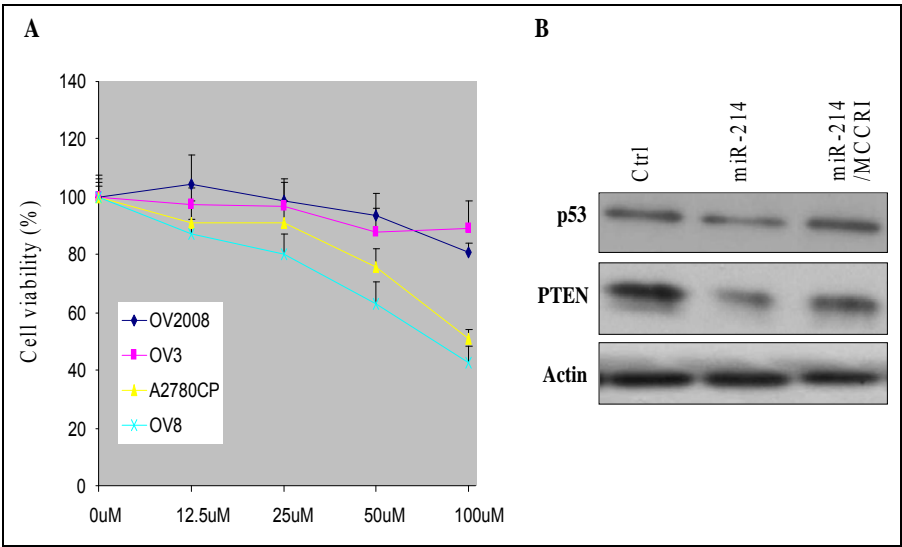 A
B
140
120
100
80
60
40
20
0
Cell viability (%)
0uM 12.5uM 25uM 50uM 100uM
OV2008
OV3
A2780CP
OV8
Ctrl
miR-214
miR-214
/MCCRI
p53
PTEN
Actin